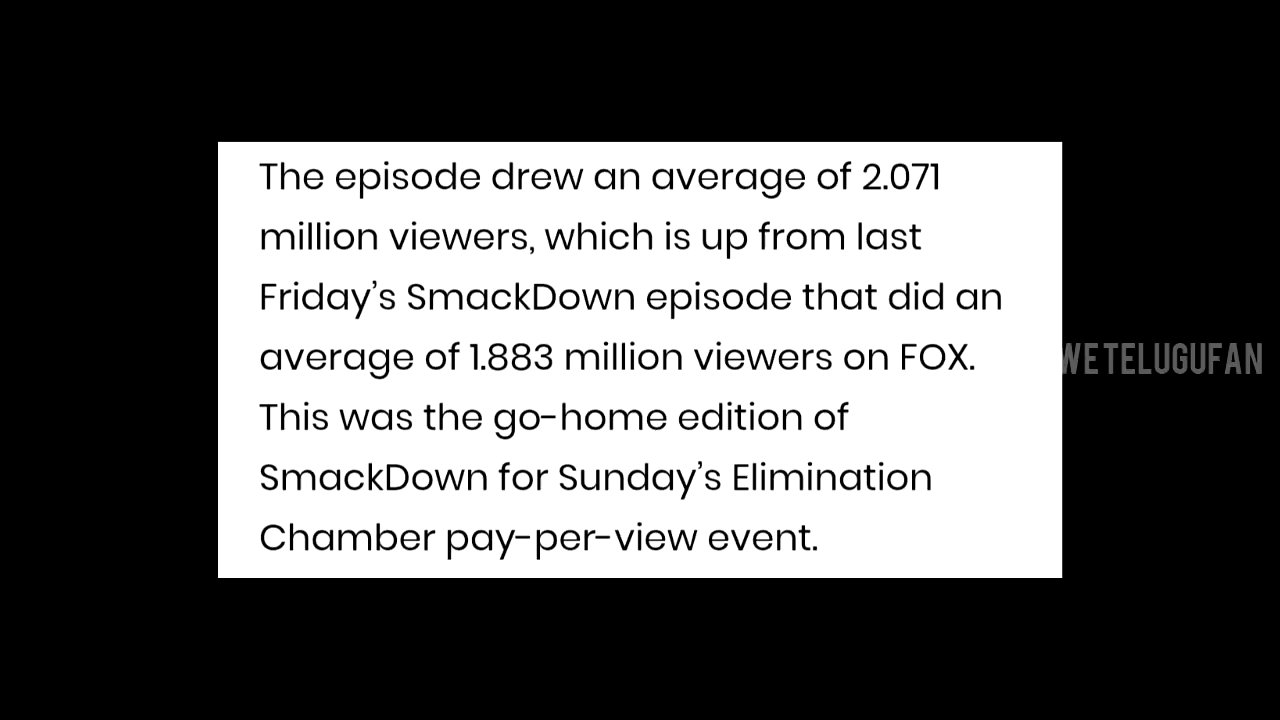 The episode drew an average of 2.071
million viewers, which is up from last
Friday’s SmackDown episode that did an
average of 1.883 million viewers on FOX.
This was the go-home edition of
SmackDown for Sunday’s Elimination
Chamber pay-per-view event.
WETELUGUFAN